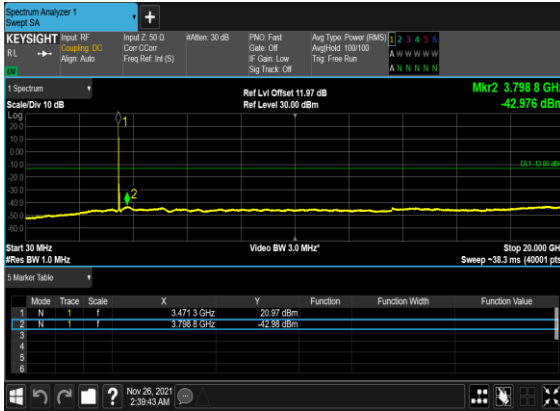 Spectrum Analyzer 1
Swept SA
KEYSIGHT
RL
Input: RF
Coupling: DC
Align: Auto
Input Z: 50 Ω
Corr CCorr
Freq Ref: Int (S)
#Atten: 30 dB
PNO: Fast
Gate: Off
IF Gain: Low
Sig Track: Off
Avg Type: Power (RMS)
Avg|Hold: 100/100
Trig: Free Run
1 2 3 4 5 6
A W W W W W
A N N N N N
1 Spectrum
Scale/Div 10 dB
Ref Lvl Offset 11.97 dB
Ref Level 30.00 dBm
Mkr2 3.798 8 GHz
-42.976 dBm
Log
20.0
10.0
0.00
-10.0
-20.0
-30.0
-40.0
-50.0
-60.0
1
2
DL1 -13.00 dBm
Start 30 MHz
#Res BW 1.0 MHz
Video BW 3.0 MHz*
Stop 20.000 GHz
Sweep ~38.3 ms (40001 pts)
5 Marker Table
Mode Trace Scale X Y Function Function Width Function Value
1 N 1 f 3.471 3 GHz 20.97 dBm
2 N 1 f 3.798 8 GHz -42.98 dBm
3
4
5
6
Nov 26, 2021
2:39:43 AM